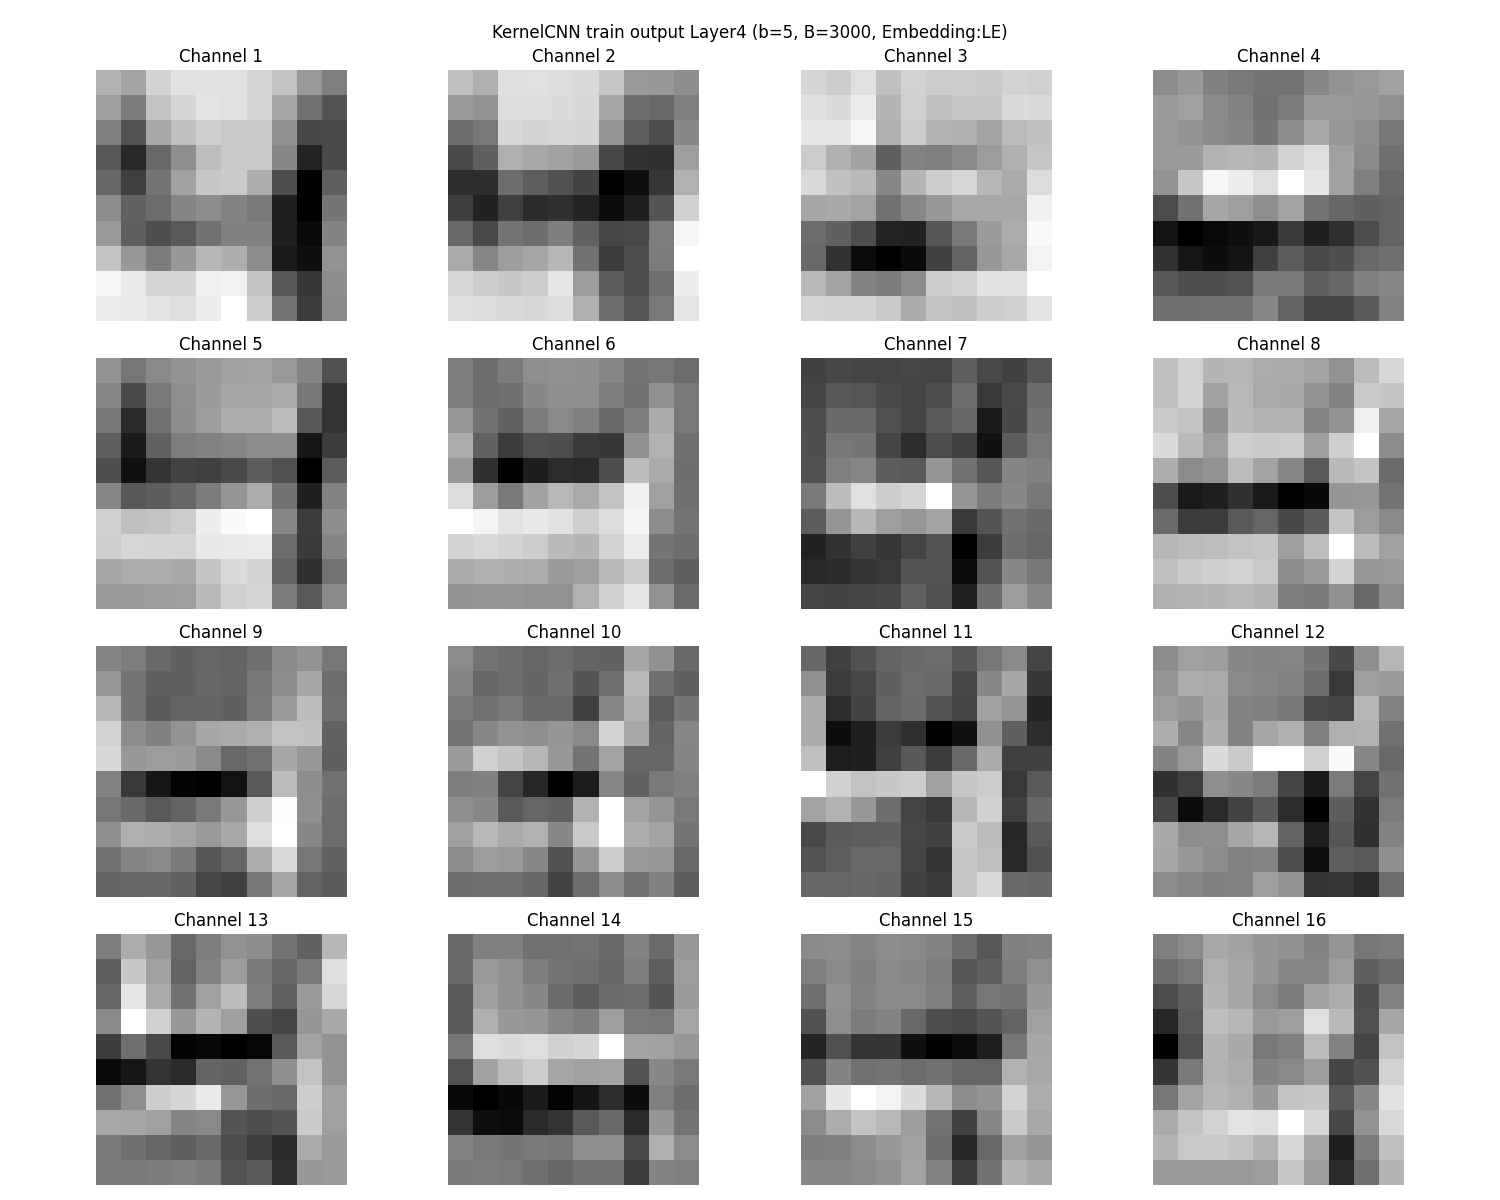 KernelCNN train output Layer4 (b=5, B=3000, Embedding:LE)
Channel 1 Channel 2 Channel 3 Channel 4
Channel 5 Channel 6 Channel 7 Channel 8
Channel 9 Channel 10 Channel 11 Channel 12
Channel 13 Channel 14 Channel 15 Channel 16